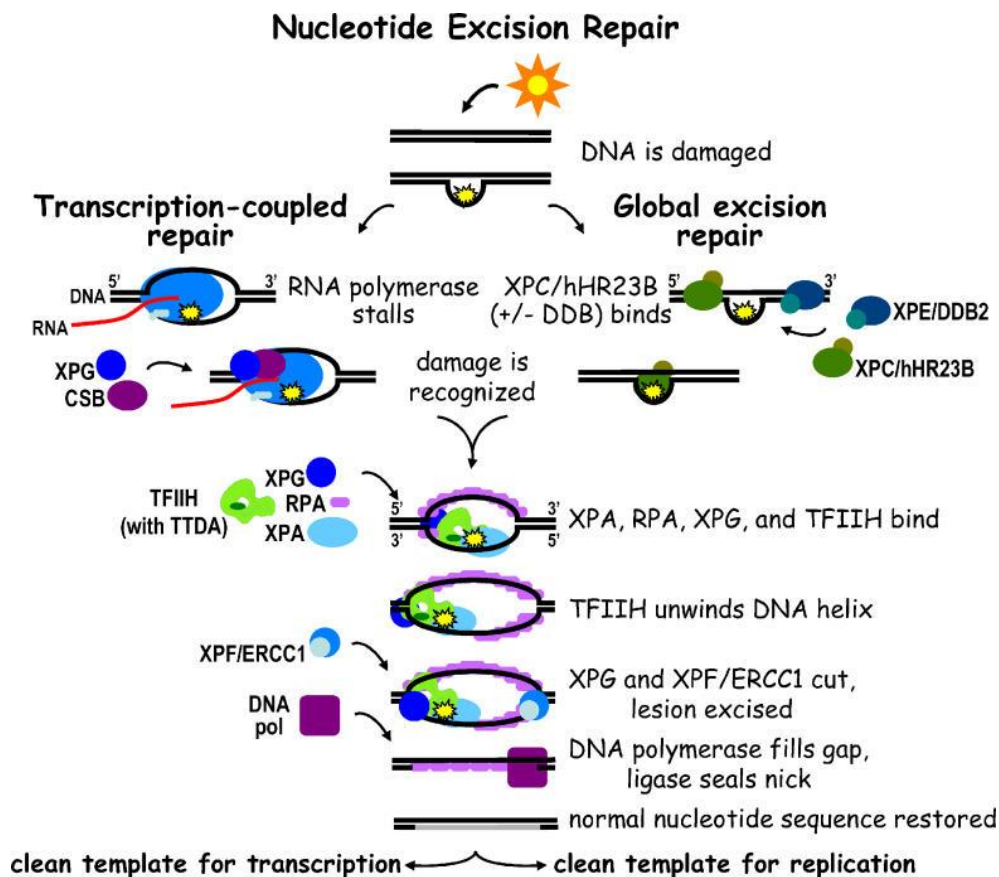 Nucleotide Excision Repair
DNA is damaged
Transcription-coupled
repair
Global excision
repair
5'
3'
DNA
RNA
RNA polymerase
stalls
XPC/hHR23B
(+/- DDB) binds
5'
3'
XPE/DDB2
XPC/hHR23B
XPG
CSB
damage is
recognized
TFIIH
(with TTDA)
XPG
RPA
XPA
5'
3'
3'
5'
XPA, RPA, XPG, and TFIIH bind
TFIIH unwinds DNA helix
XPF/ERCC1
XPG and XPF/ERCC1 cut,
lesion excised
DNA
pol
DNA polymerase fills gap,
ligase seals nick
normal nucleotide sequence restored
clean template for transcription
clean template for replication